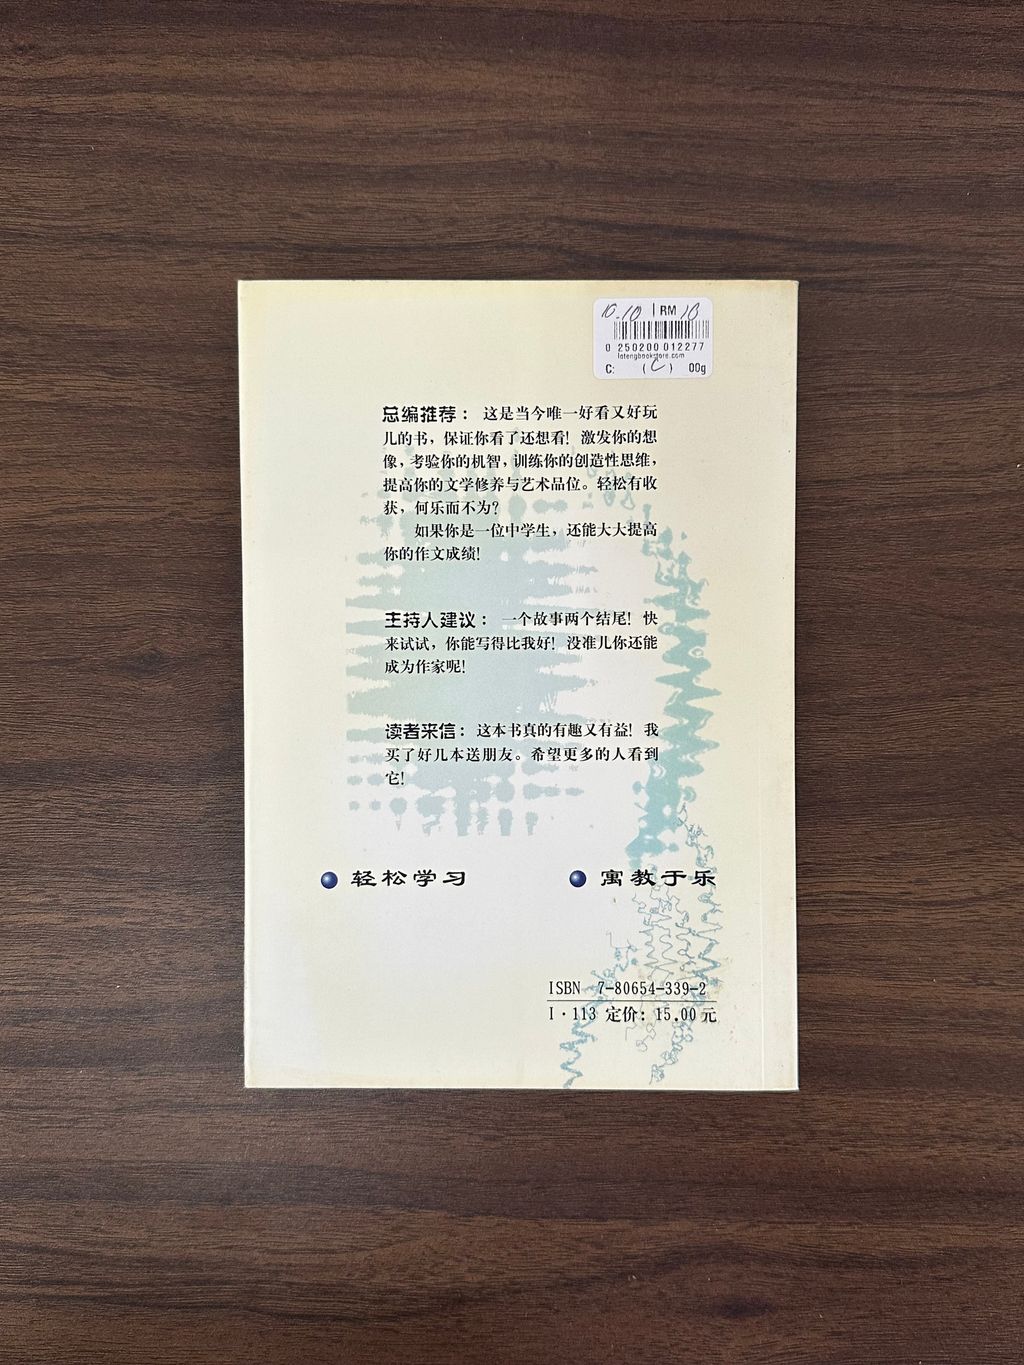 10.10 RM 10
0 250200 012277
latengbookstore.com
C: (C) 00g
总编推荐：这是当今唯一好看又好玩
儿的书，保证你看了还想看！激发你的想
像，考验你的机智，训练你的创造性思维，
提高你的文学修养与艺术品位。轻松有收
获，何乐而不为？
如果你是一位中学生，还能大大提高
你的作文成绩！
主持人建议：一个故事两个结尾！快
来试试，你能写得比我好！没准儿你还能
成为作家呢！
读者来信：这本书真的有趣又有益！我
买了好几本送朋友。希望更多的人看到
它！
轻松学习 寓教于乐
ISBN 7-80654-339-2
I·113 定价：15.00元